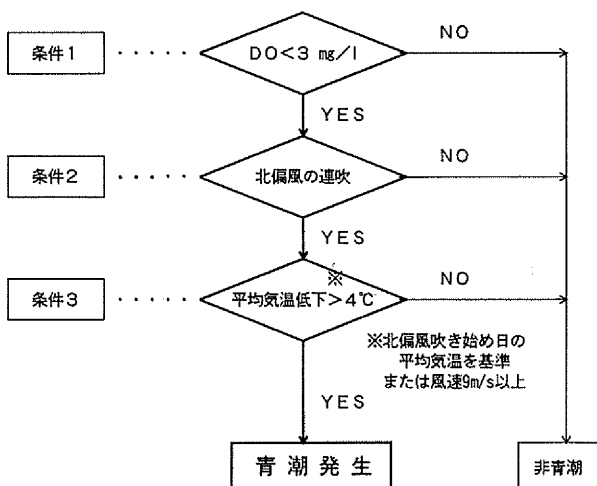 条件1
DO<3 mg/l
NO
YES
条件2
北偏風の連吹
NO
YES
※
条件3
平均気温低下>4℃
NO
※北偏風吹き始め日の
平均気温を基準
または風速9m/s以上
YES
青潮発生
非青潮